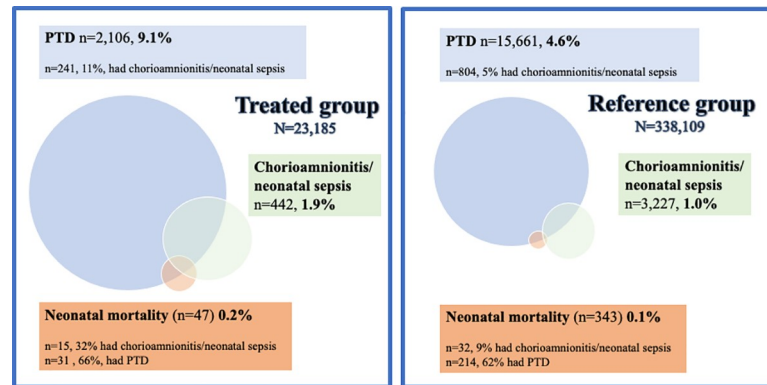 PTD n=2,106, 9.1%
n=241, 11%, had chorioamnionitis/neonatal sepsis
Treated group
N=23,185
Chorioamnionitis/
neonatal sepsis
n=442, 1.9%
Neonatal mortality (n=47) 0.2%
n=15, 32% had chorioamnionitis/neonatal sepsis
n=31 , 66%, had PTD
PTD n=15,661, 4.6%
n=804, 5% had chorioamnionitis/neonatal sepsis
Reference group
N=338,109
Chorioamnionitis/
neonatal sepsis
n=3,227, 1.0%
Neonatal mortality (n=343) 0.1%
n=32, 9% had chorioamnionitis/neonatal sepsis
n=214, 62% had PTD